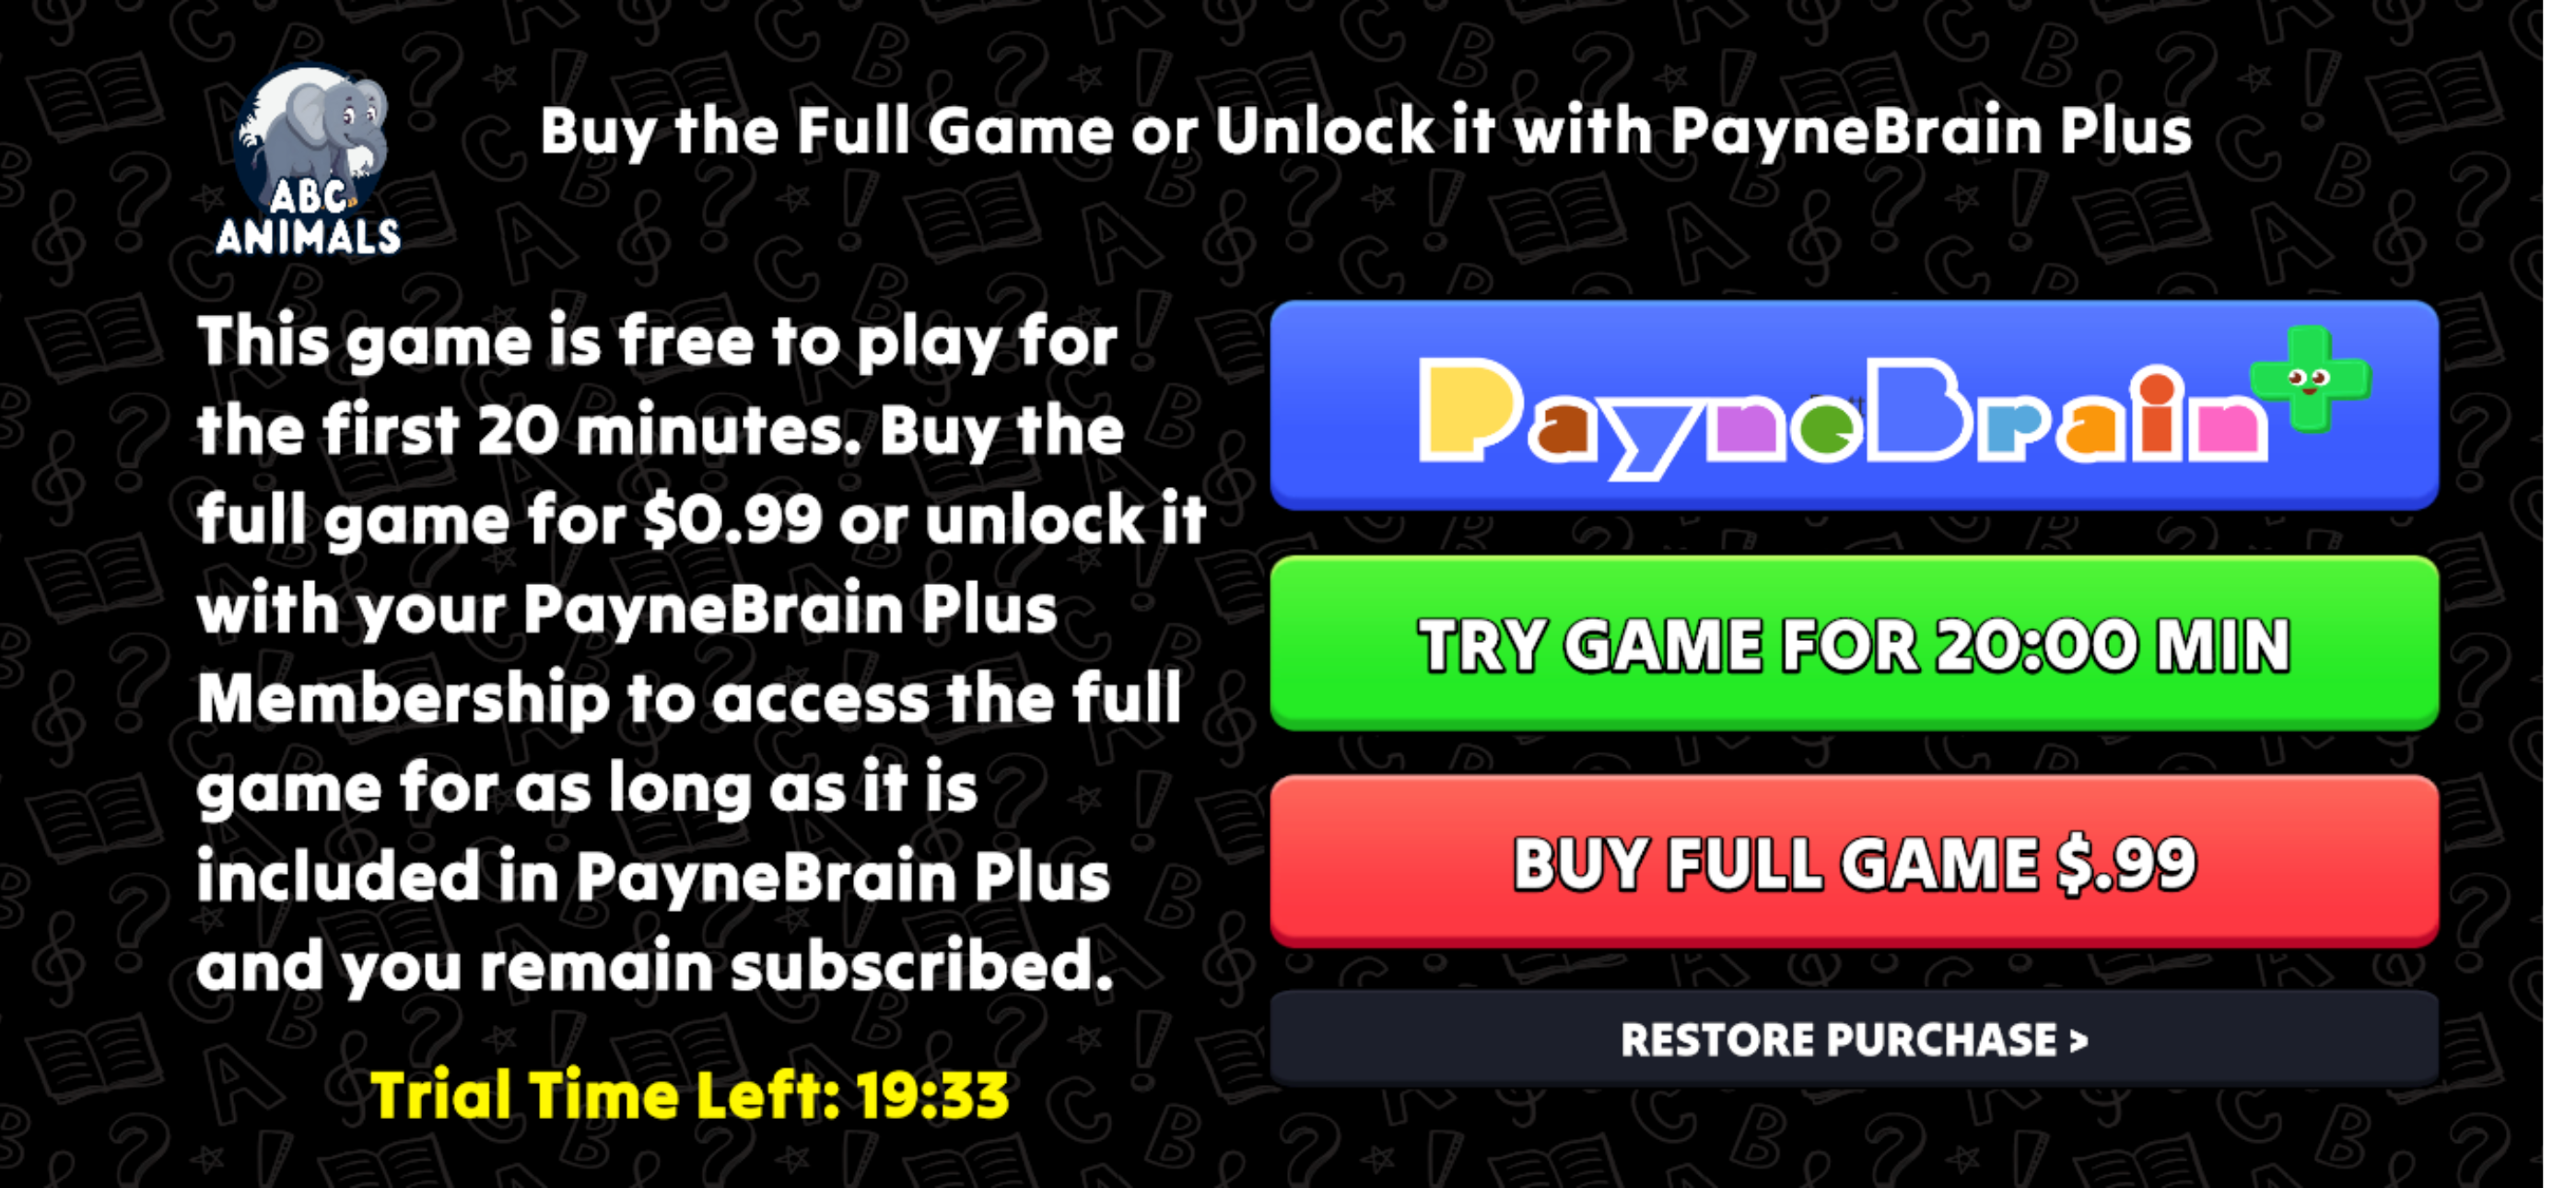 ABC
ANIMALS
Buy the Full Game or Unlock it with PayneBrain Plus
This game is free to play for
the first 20 minutes. Buy the
full game for $0.99 or unlock it
with your PayneBrain Plus
Membership to access the full
game for as long as it is
included in PayneBrain Plus
and you remain subscribed.
Trial Time Left: 19:33
PayneBrain
TRY GAME FOR 20:00 MIN
BUY FULL GAME $.99
RESTORE PURCHASE >